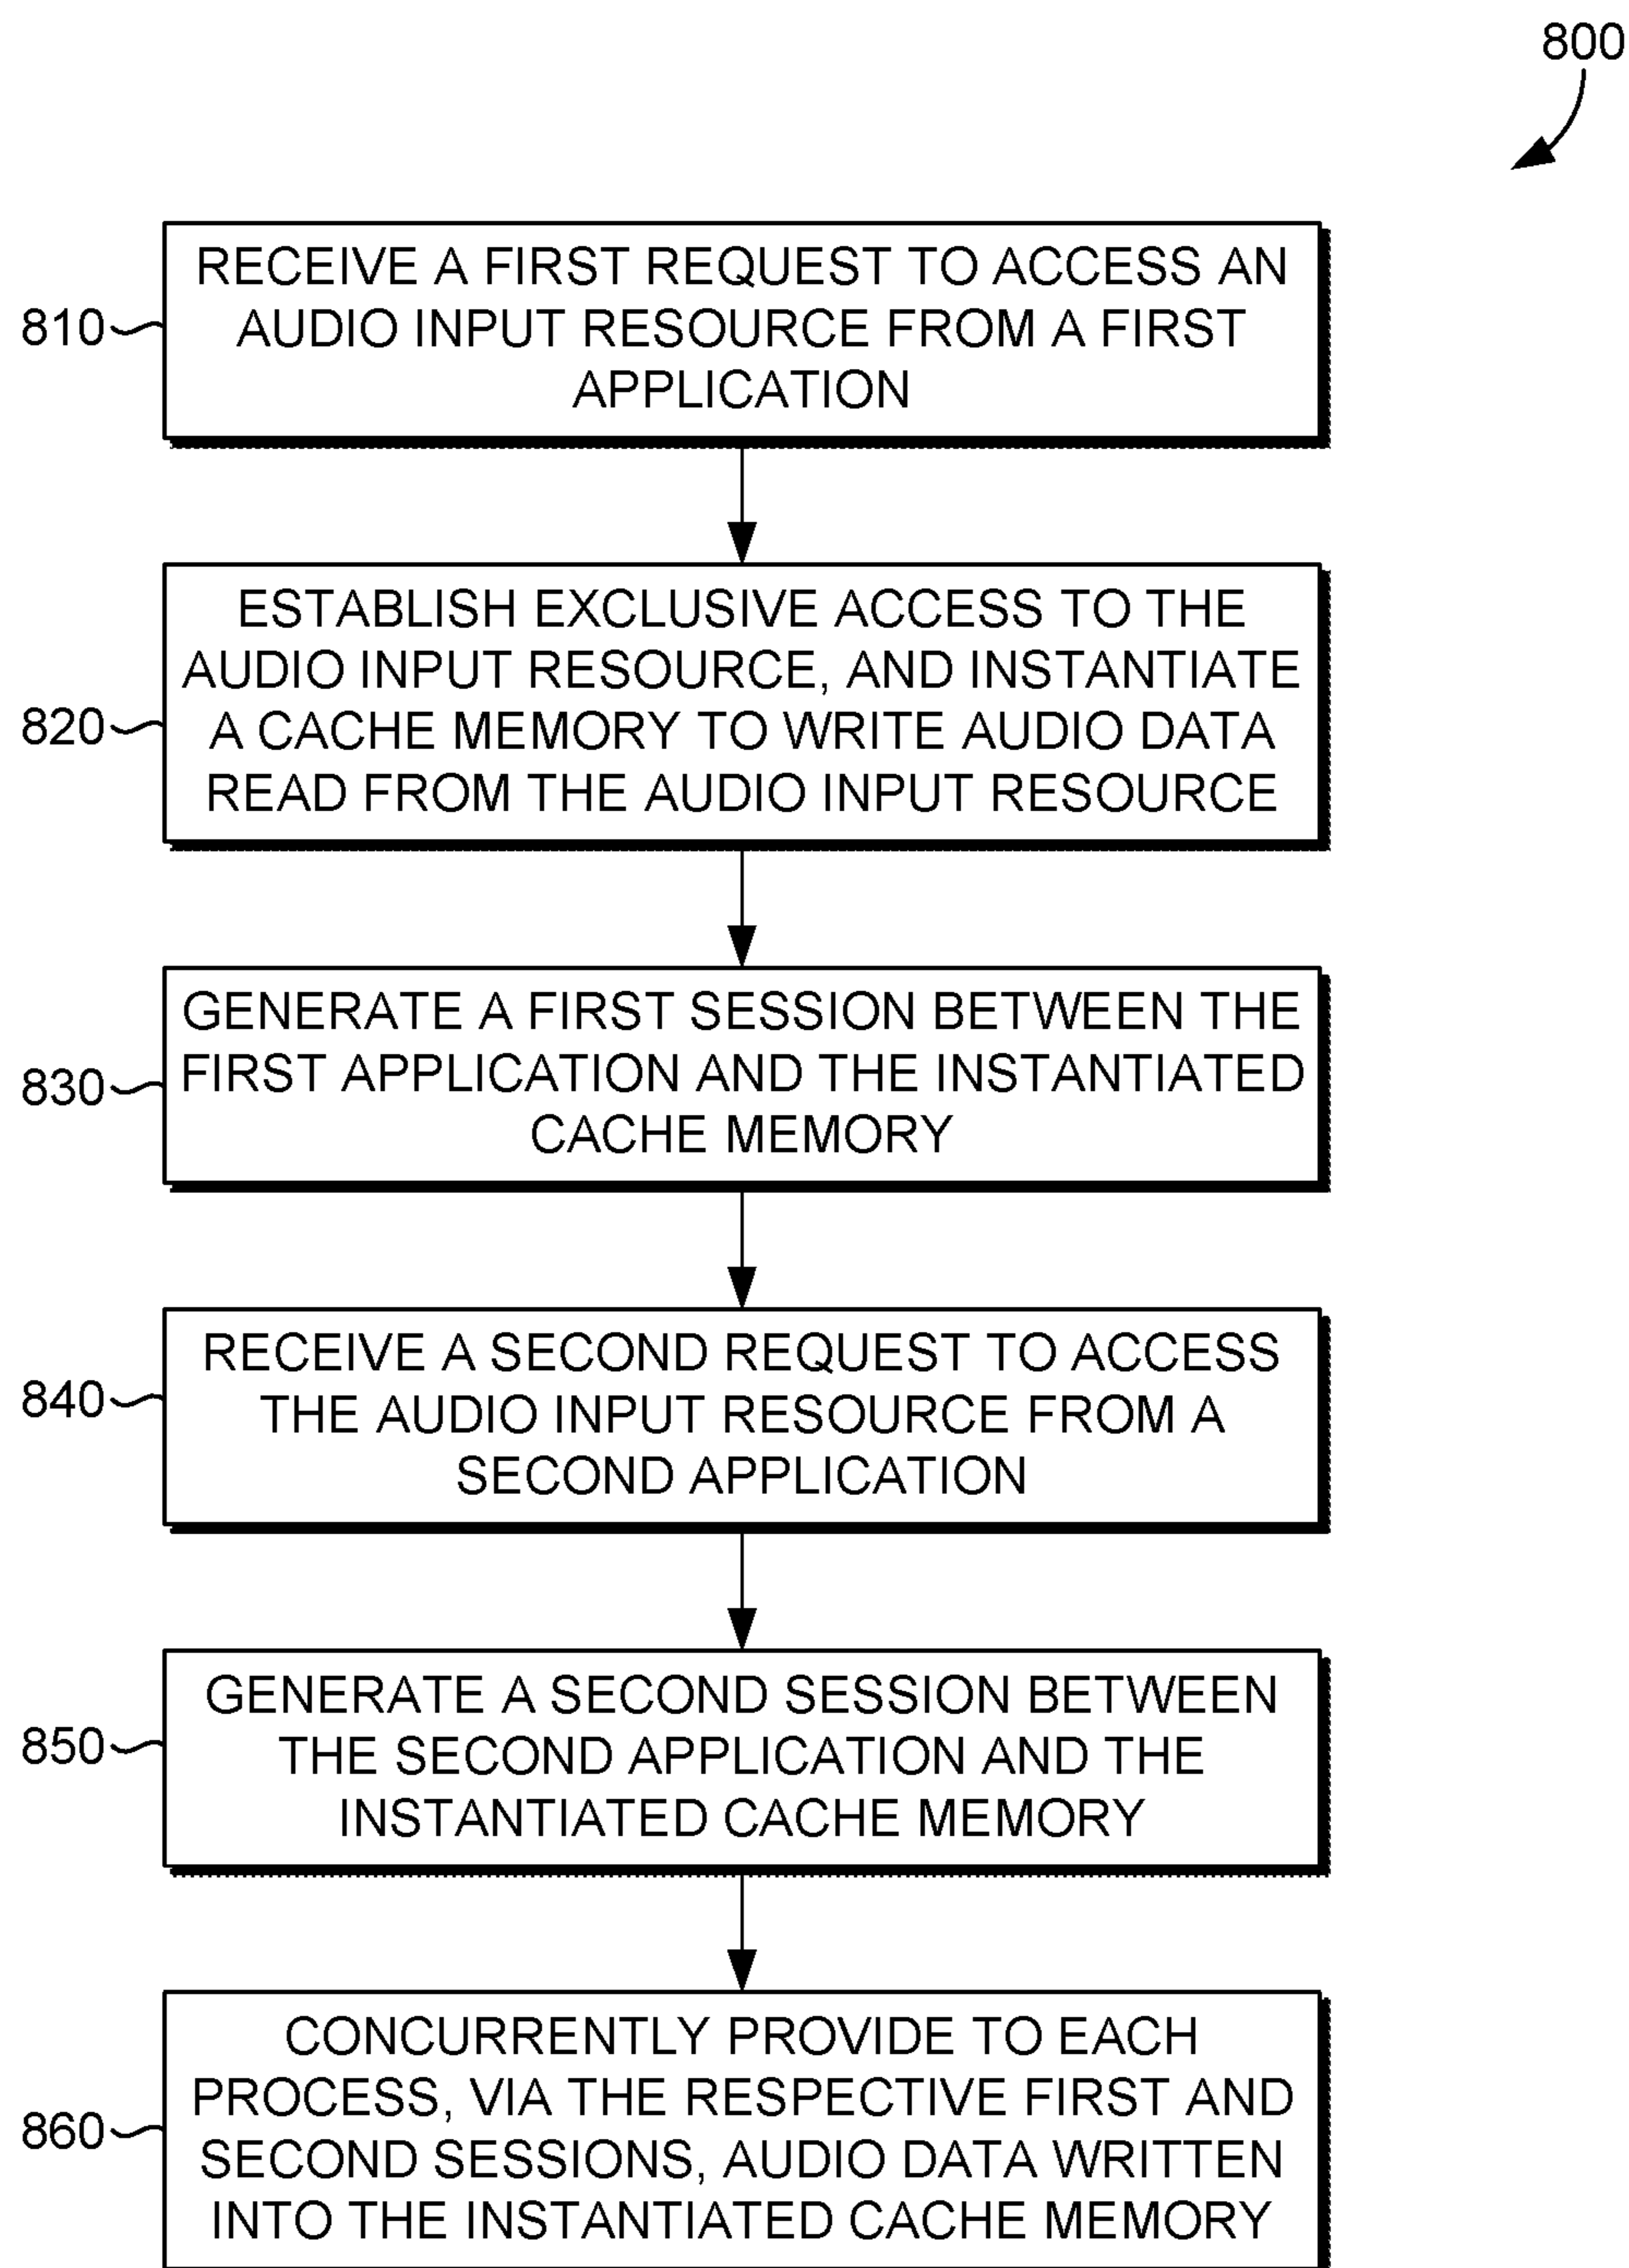 800
810
RECEIVE A FIRST REQUEST TO ACCESS AN
AUDIO INPUT RESOURCE FROM A FIRST
APPLICATION
820
ESTABLISH EXCLUSIVE ACCESS TO THE
AUDIO INPUT RESOURCE, AND INSTANTIATE
A CACHE MEMORY TO WRITE AUDIO DATA
READ FROM THE AUDIO INPUT RESOURCE
830
GENERATE A FIRST SESSION BETWEEN THE
FIRST APPLICATION AND THE INSTANTIATED
CACHE MEMORY
840
RECEIVE A SECOND REQUEST TO ACCESS
THE AUDIO INPUT RESOURCE FROM A
SECOND APPLICATION
850
GENERATE A SECOND SESSION BETWEEN
THE SECOND APPLICATION AND THE
INSTANTIATED CACHE MEMORY
860
CONCURRENTLY PROVIDE TO EACH
PROCESS, VIA THE RESPECTIVE FIRST AND
SECOND SESSIONS, AUDIO DATA WRITTEN
INTO THE INSTANTIATED CACHE MEMORY